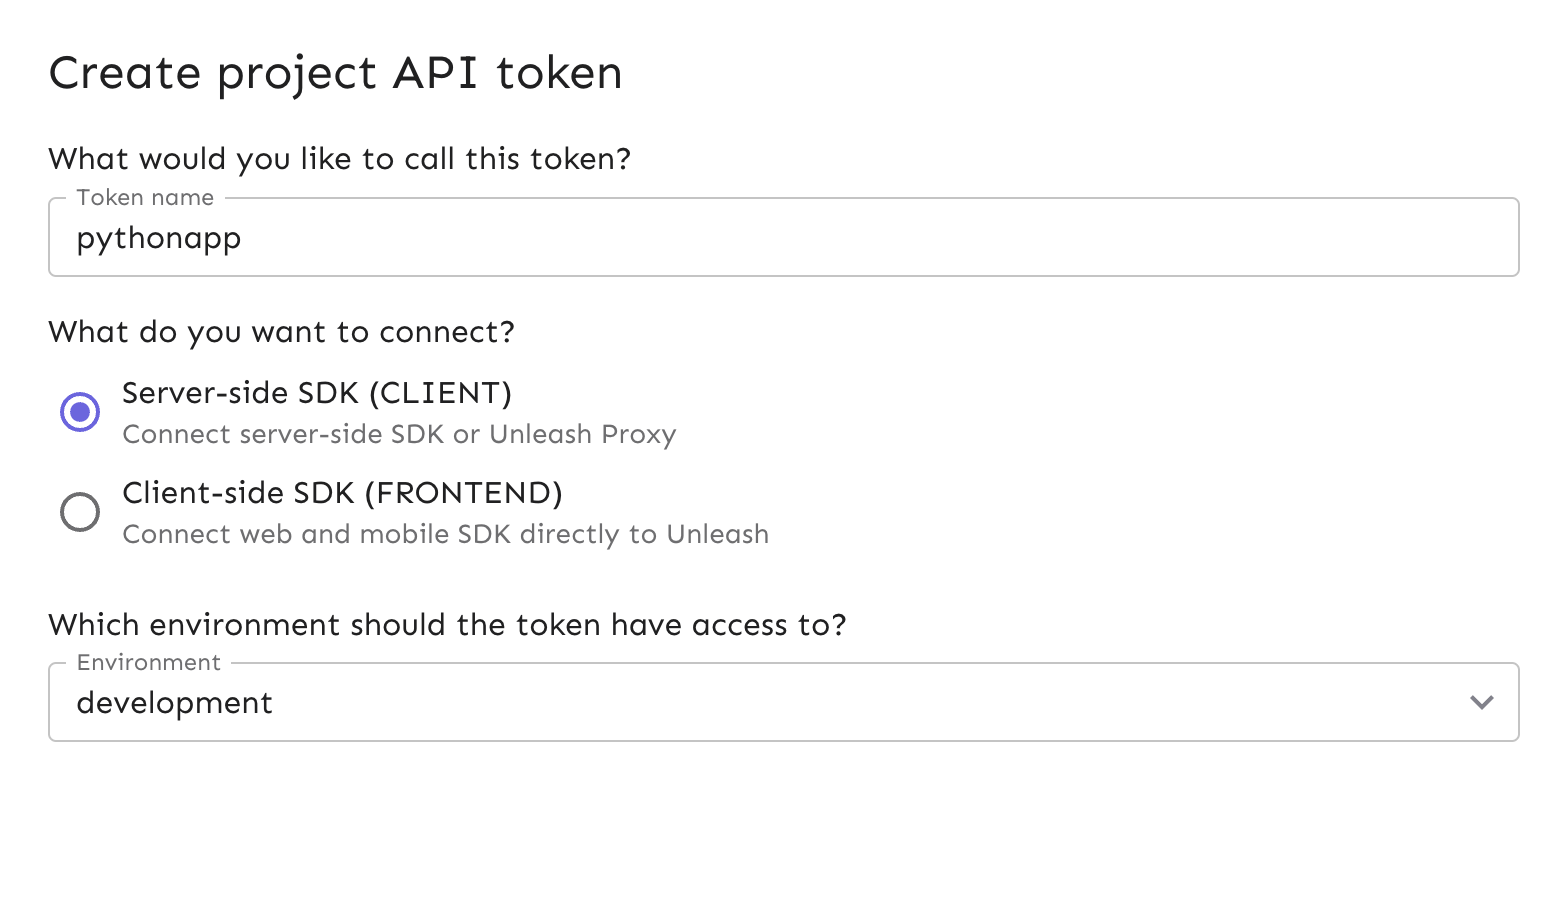 Create project API token
What would you like to call this token?
Token name
pythonapp
What do you want to connect?
Server-side SDK (CLIENT)
Connect server-side SDK or Unleash Proxy
Client-side SDK (FRONTEND)
Connect web and mobile SDK directly to Unleash
Which environment should the token have access to?
Environment
development